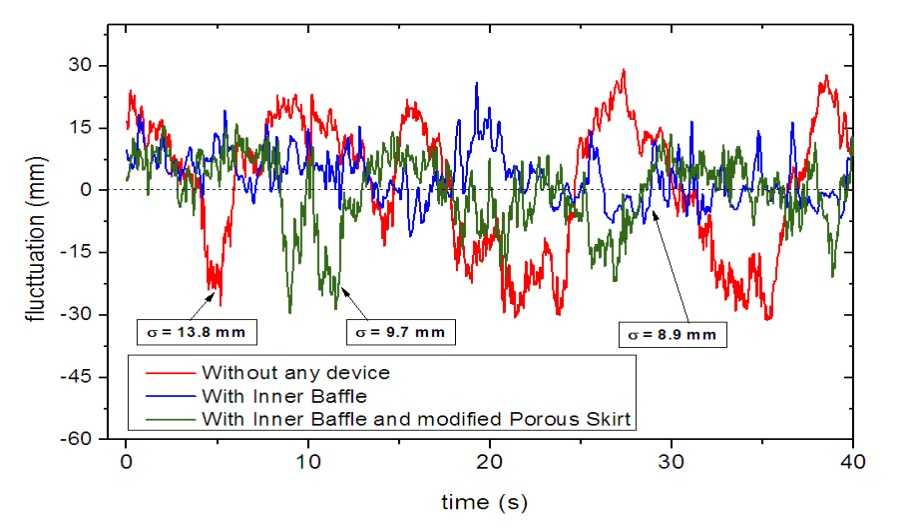 fluctuation (mm)
30
15
0
-15
-30
-45
-60
σ = 13.8 mm
σ = 9.7 mm
σ = 8.9 mm
Without any device
With Inner Baffle
With Inner Baffle and modified Porous Skirt
0
10
20
30
40
time (s)